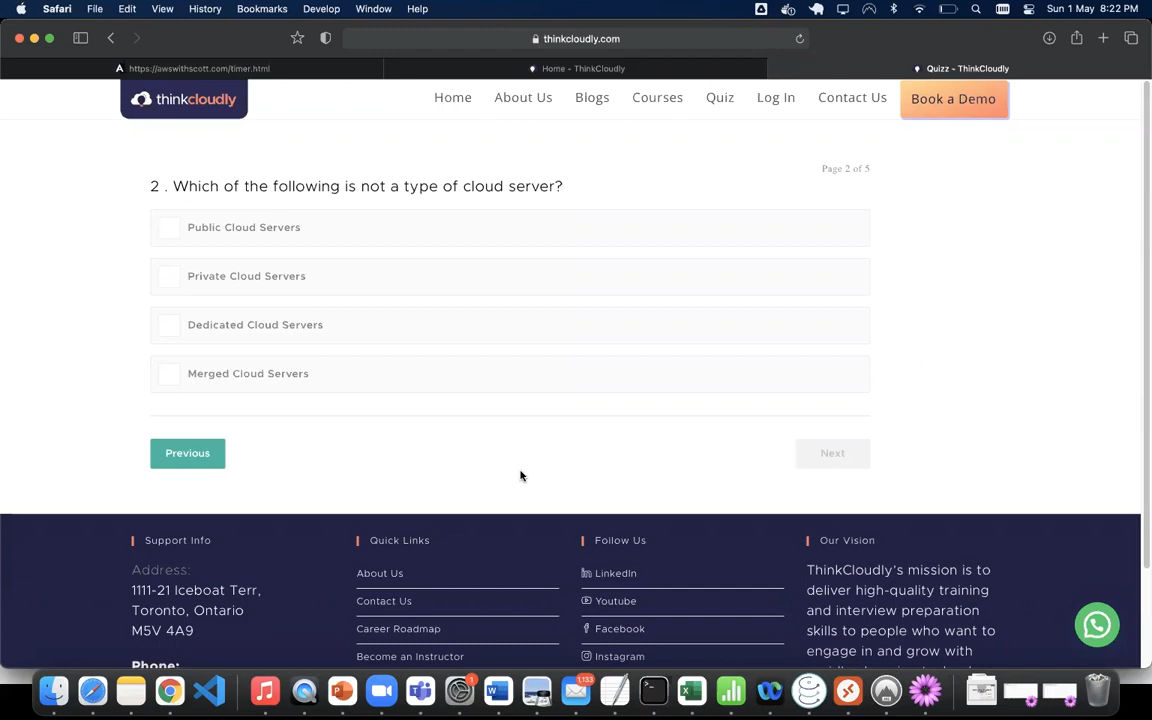 Safari File Edit View History Bookmarks Develop Window Help Sun 1 May 8:22 PM
thinkcloudly.com
https://awswithscott.com/timer.html Home - ThinkCloudly Quizz - ThinkCloudly
thinkcloudly Home About Us Blogs Courses Quiz Log In Contact Us Book a Demo
Page 2 of 5
2 . Which of the following is not a type of cloud server?
Public Cloud Servers
Private Cloud Servers
Dedicated Cloud Servers
Merged Cloud Servers
Previous Next
Support Info
Address:
1111-21 Iceboat Terr,
Toronto, Ontario
M5V 4A9
Phone:
Quick Links
About Us
Contact Us
Career Roadmap
Become an Instructor
Follow Us
LinkedIn
Youtube
Facebook
Instagram
Our Vision
ThinkCloudly's mission is to
deliver high-quality training
and interview preparation
skills to people who want to
engage in and grow with
1 1,133